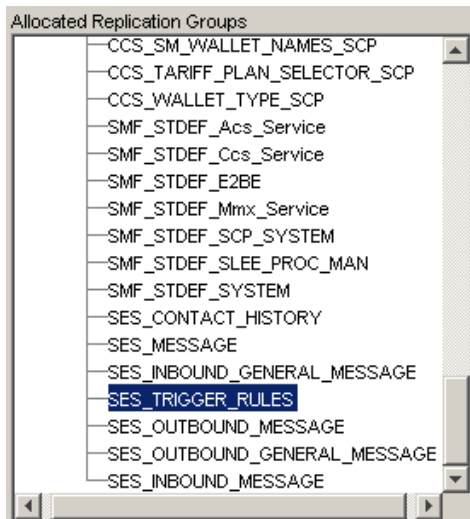 Allocated Replication Groups
CCS_SM_WALLET_NAMES_SCP
CCS_TARIFF_PLAN_SELECTOR_SCP
CCS_WALLET_TYPE_SCP
SMF_STDEF_Acs_Service
SMF_STDEF_Ccs_Service
SMF_STDEF_E2BE
SMF_STDEF_Mmx_Service
SMF_STDEF_SCP_SYSTEM
SMF_STDEF_SLEE_PROC_MAN
SMF_STDEF_SYSTEM
SES_CONTACT_HISTORY
SES_MESSAGE
SES_INBOUND_GENERAL_MESSAGE
SES_TRIGGER_RULES
SES_OUTBOUND_MESSAGE
SES_OUTBOUND_GENERAL_MESSAGE
SES_INBOUND_MESSAGE